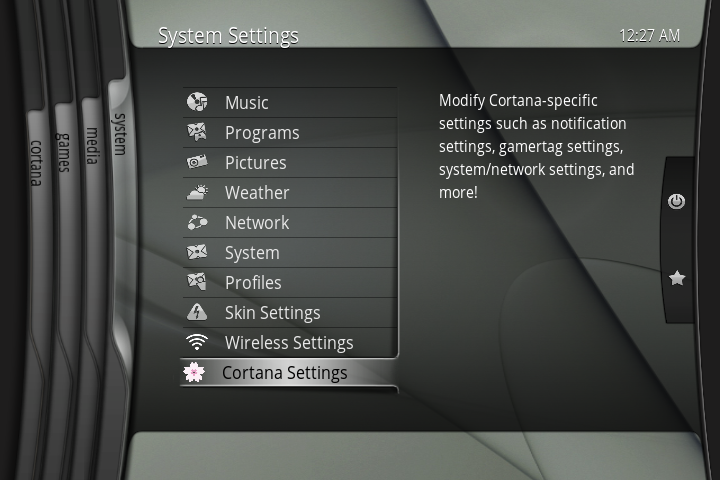 System Settings
12:27 AM
cortana
games
media
system
Music
Programs
Pictures
Weather
Network
System
Profiles
Skin Settings
Wireless Settings
Cortana Settings
Modify Cortana-specific
settings such as notification
settings, gamertag settings,
system/network settings, and
more!